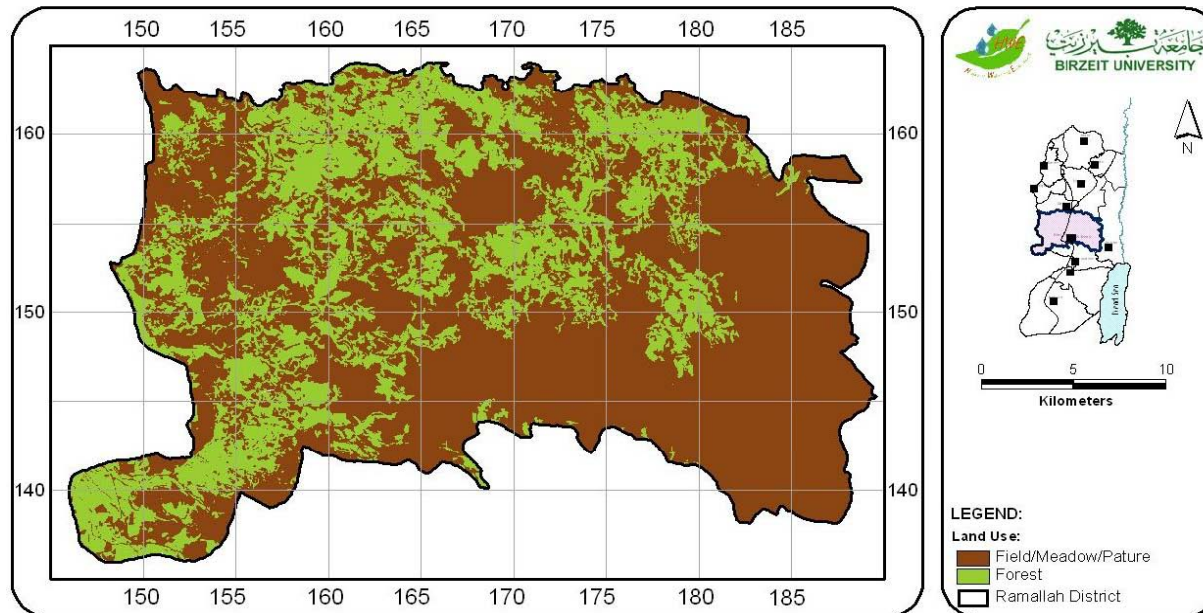 150 155 160 165 170 175 180 185
160 160
150 150
140 140
150 155 160 165 170 175 180 185
جامعة بيرزيت
BIRZEIT UNIVERSITY
N
Dead Sea
0 5 10
Kilometers
LEGEND:
Land Use:
Field/Meadow/Pature
Forest
Ramallah District